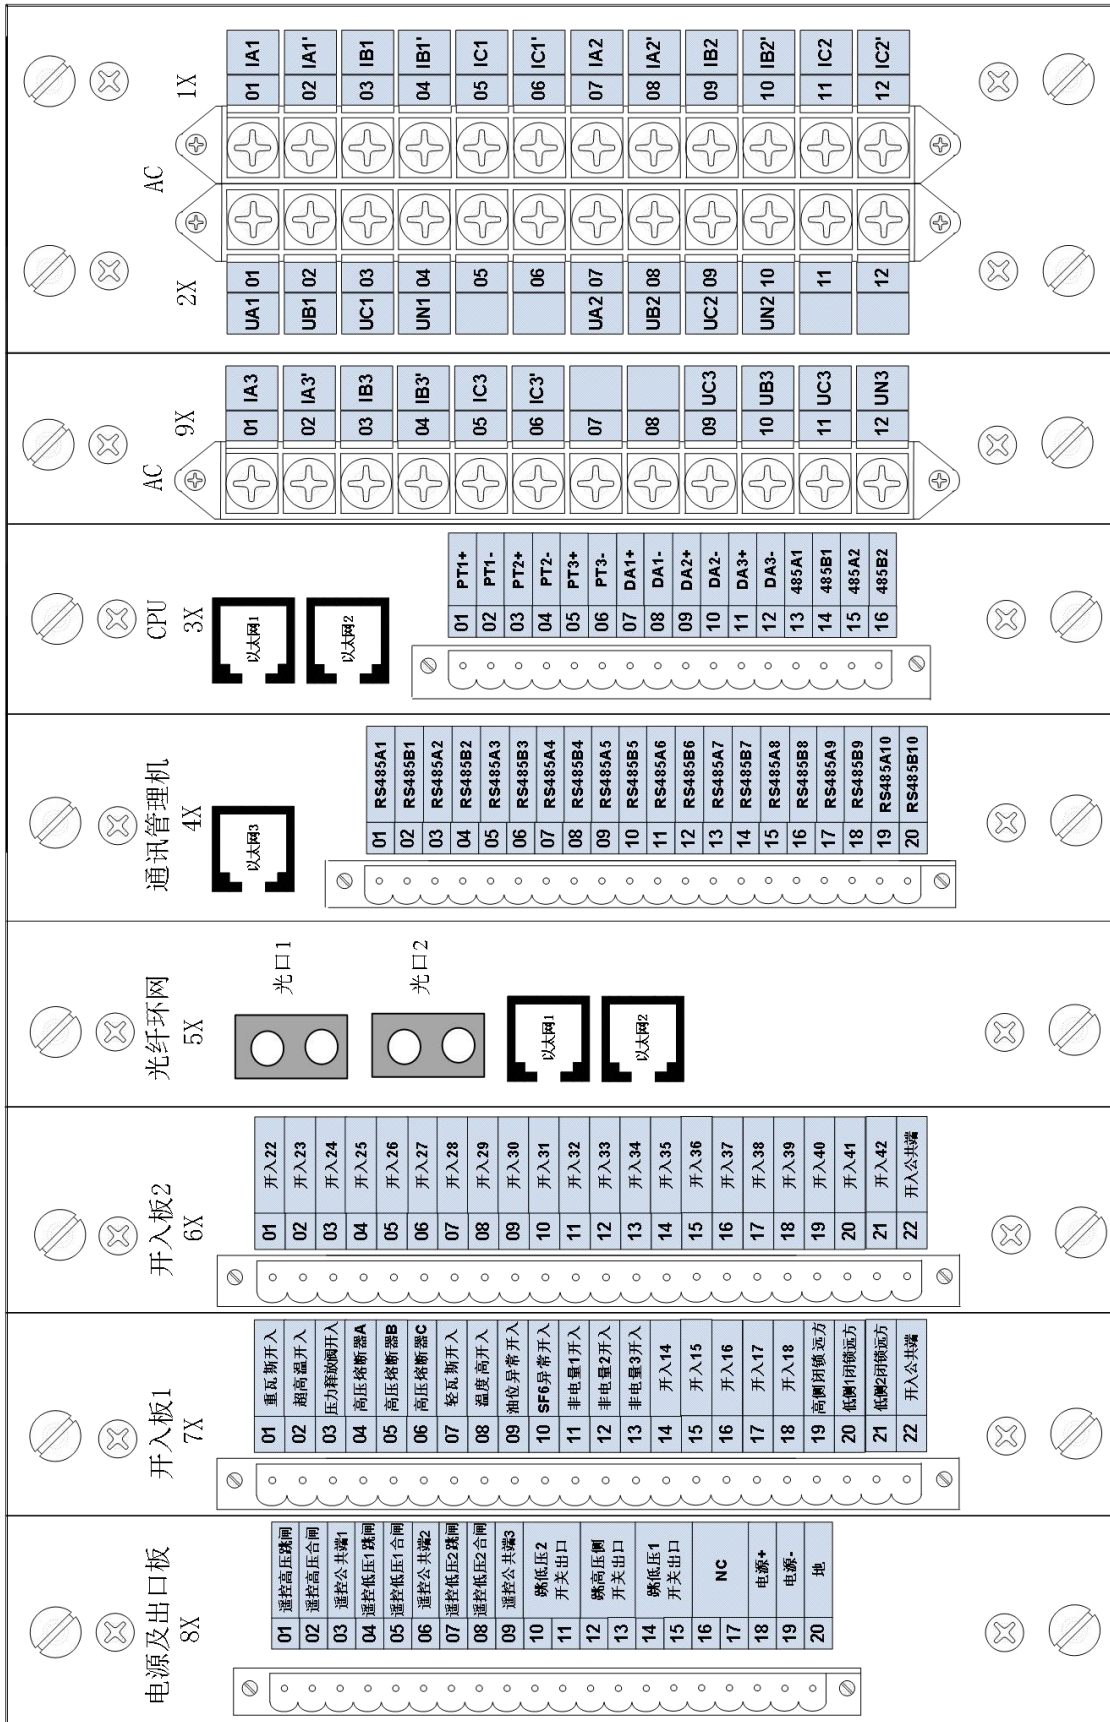 AC
1X
01 IA1
02 IA1'
03 IB1
04 IB1'
05 IC1
06 IC1'
07 IA2
08 IA2'
09 IB2
10 IB2'
11 IC2
12 IC2'
2X
UA1 01
UB1 02
UC1 03
UN1 04
05
06
UA2 07
UB2 08
UC2 09
UN2 10
11
12
AC
9X
01 IA3
02 IA3'
03 IB3
04 IB3'
05 IC3
06 IC3'
07
08
09 UC3
10 UB3
11 UC3
12 UN3
CPU
3X
以太网1
以太网2
01 PT1+
02 PT1-
03 PT2+
04 PT2-
05 PT3+
06 PT3-
07 DA1+
08 DA1-
09 DA2+
10 DA2-
11 DA3+
12 DA3-
13 485A1
14 485B1
15 485A2
16 485B2
通讯管理机
4X
以太网3
01 RS485A1
02 RS485B1
03 RS485A2
04 RS485B2
05 RS485A3
06 RS485B3
07 RS485A4
08 RS485B4
09 RS485A5
10 RS485B5
11 RS485A6
12 RS485B6
13 RS485A7
14 RS485B7
15 RS485A8
16 RS485B8
17 RS485A9
18 RS485B9
19 RS485A10
20 RS485B10
光纤环网
5X
光口1
光口2
以太网1
以太网2
开入板2
6X
01 开入22
02 开入23
03 开入24
04 开入25
05 开入26
06 开入27
07 开入28
08 开入29
09 开入30
10 开入31
11 开入32
12 开入33
13 开入34
14 开入35
15 开入36
16 开入37
17 开入38
18 开入39
19 开入40
20 开入41
21 开入42
22 开入公共端
开入板1
7X
01 重瓦斯开入
02 超高温开入
03 压力释放阀开入
04 高压熔断器A
05 高压熔断器B
06 高压熔断器C
07 轻瓦斯开入
08 温度高开入
09 油位异常开入
10 SF6异常开入
11 非电量1开入
12 非电量2开入
13 非电量3开入
14 开入14
15 开入15
16 开入16
17 开入17
18 开入18
19 高侧闭锁远方
20 低侧1闭锁远方
21 低侧2闭锁远方
22 开入公共端
电源及出口板
8X
01 遥控高压跳闸
02 遥控高压合闸
03 遥控公共端1
04 遥控低压1跳闸
05 遥控低压1合闸
06 遥控公共端2
07 遥控低压2跳闸
08 遥控低压2合闸
09 遥控公共端3
10 跳低压2
11 开关出口
12 跳高压侧
13 开关出口
14 跳低压1
15 开关出口
16 NC
17
18 电源+
19 电源-
20 地